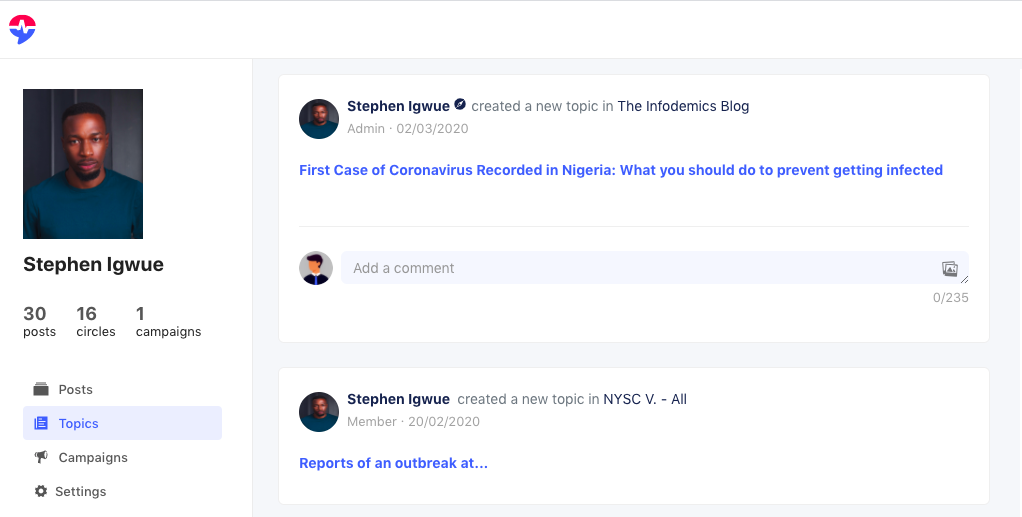 Stephen Igwue
30 16 1
posts circles campaigns
Posts
Topics
Campaigns
Settings
Stephen Igwue created a new topic in The Infodemics Blog
Admin · 02/03/2020
First Case of Coronavirus Recorded in Nigeria: What you should do to prevent getting infected
Add a comment
0/235
Stephen Igwue created a new topic in NYSC V. - All
Member · 20/02/2020
Reports of an outbreak at...